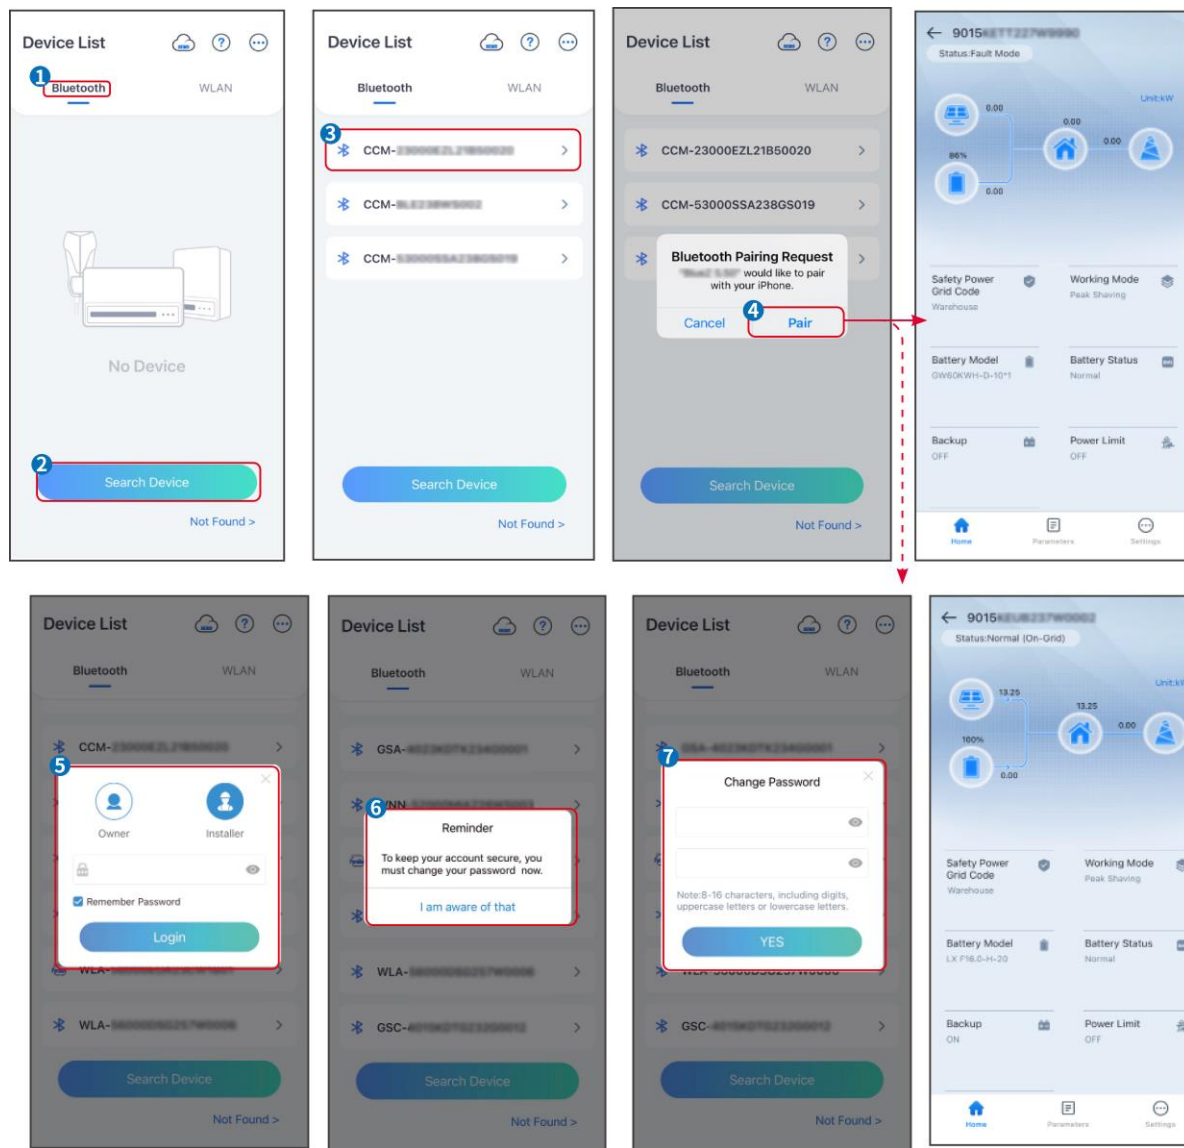 Device List
1
Bluetooth WLAN
No Device
2
Search Device
Not Found >
Device List
Bluetooth WLAN
3
CCM- >
CCM- >
CCM- >
Search Device
Not Found >
Device List
Bluetooth WLAN
CCM-23000EZL21B50020 >
CCM-53000SSA238GS019 >
Bluetooth Pairing Request
would like to pair
with your iPhone.
4
Cancel Pair
Search Device
Not Found >
← 9015
Status:Fault Mode
Unit:kW
0.00
0.00
0.00
86%
0.00
Safety Power
Grid Code
Warehouse
Working Mode
Peak Shaving
Battery Model
GW60KWH-D-10*1
Battery Status
Normal
Backup
OFF
Power Limit
OFF
Home Parameters Settings
Device List
Bluetooth WLAN
CCM- >
5
Owner Installer
Remember Password
Login
WLA-
WLA- >
Search Device
Not Found >
Device List
Bluetooth WLAN
GSA- >
6
Reminder
To keep your account secure, you
must change your password now.
I am aware of that
WLA- >
GSC- >
Search Device
Not Found >
Device List
Bluetooth WLAN
7
Change Password
Note:8-16 characters, including digits,
uppercase letters or lowercase letters.
YES
GSC- >
Search Device
Not Found >
← 9015
Status:Normal (On-Grid)
Unit:kW
13.25
13.25
0.00
100%
0.00
Safety Power
Grid Code
Warehouse
Working Mode
Peak Shaving
Battery Model
LX F16.0-H-20
Battery Status
Normal
Backup
ON
Power Limit
OFF
Home Parameters Settings